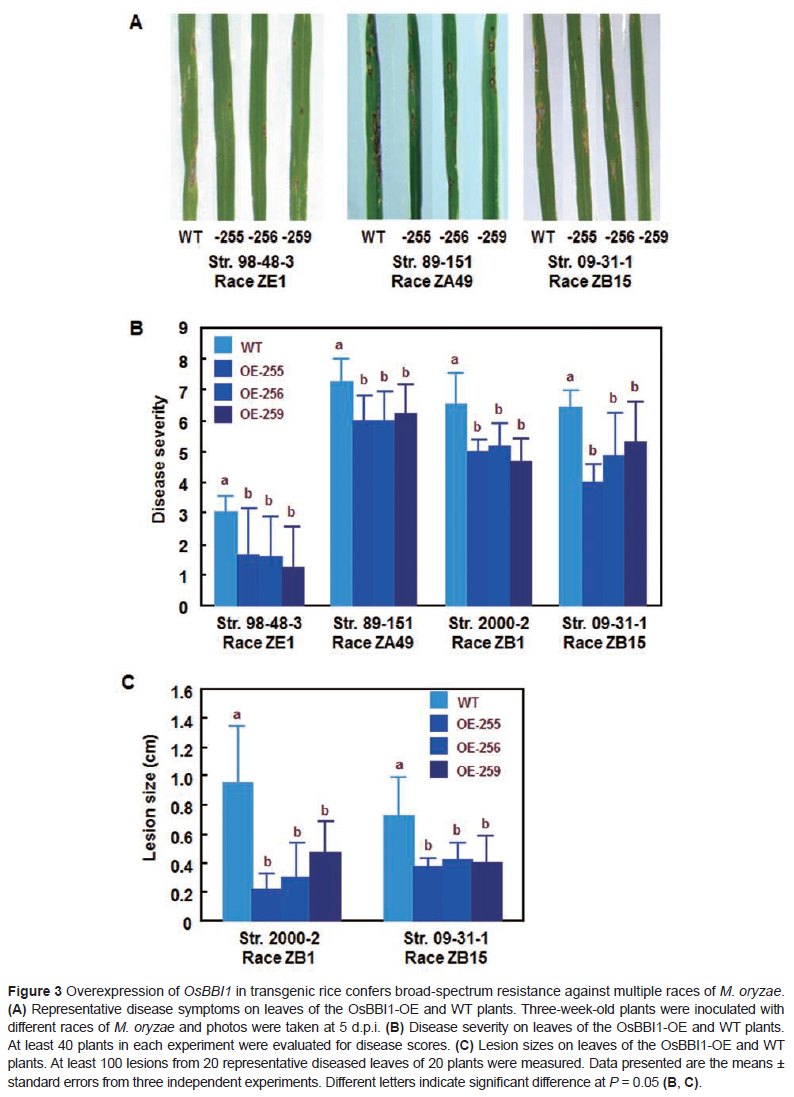 A
WT -255 -256 -259
Str. 98-48-3
Race ZE1
WT -255 -256 -259
Str. 89-151
Race ZA49
WT -255 -256 -259
Str. 09-31-1
Race ZB15
B
9
8
7
6
5
4
3
2
1
0
Disease severity
WT
OE-255
OE-256
OE-259
a b b b
a b b b
a b b b
a b b b
Str. 98-48-3
Race ZE1
Str. 89-151
Race ZA49
Str. 2000-2
Race ZB1
Str. 09-31-1
Race ZB15
C
1.6
1.4
1.2
1.0
0.8
0.6
0.4
0.2
0
Lesion size (cm)
WT
OE-255
OE-256
OE-259
a b b b
a b b b
Str. 2000-2
Race ZB1
Str. 09-31-1
Race ZB15
Figure 3 Overexpression of OsBBI1 in transgenic rice confers broad-spectrum resistance against multiple races of M. oryzae.
(A) Representative disease symptoms on leaves of the OsBBI1-OE and WT plants. Three-week-old plants were inoculated with
different races of M. oryzae and photos were taken at 5 d.p.i. (B) Disease severity on leaves of the OsBBI1-OE and WT plants.
At least 40 plants in each experiment were evaluated for disease scores. (C) Lesion sizes on leaves of the OsBBI1-OE and WT
plants. At least 100 lesions from 20 representative diseased leaves of 20 plants were measured. Data presented are the means ±
standard errors from three independent experiments. Different letters indicate significant difference at P = 0.05 (B, C).